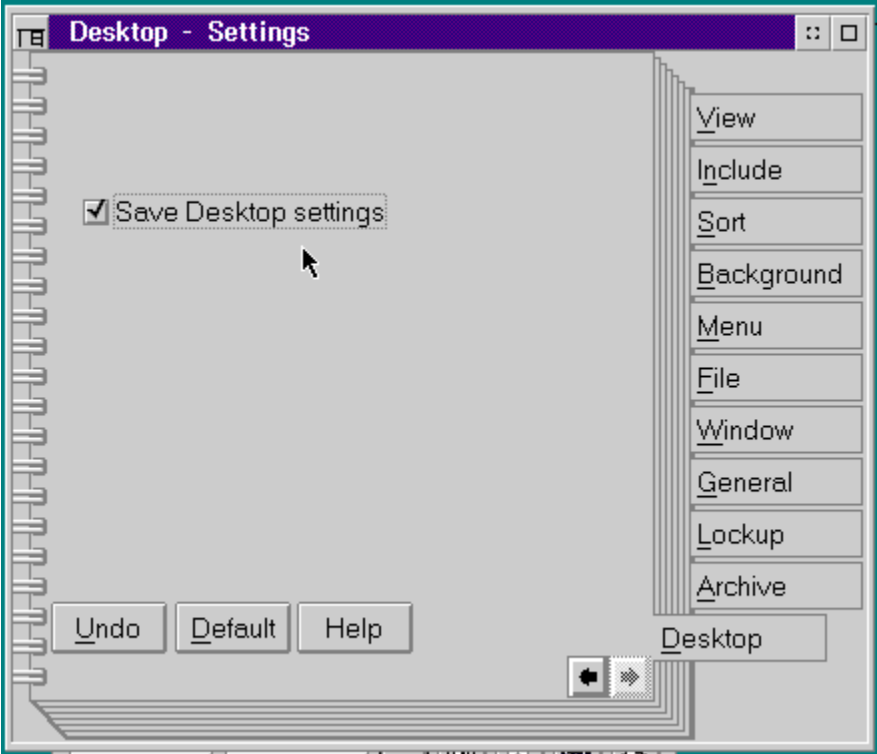 Desktop - Settings
View
Include
Save Desktop settings
Sort
Background
Menu
File
Window
General
Lockup
Archive
Undo Default Help
Desktop